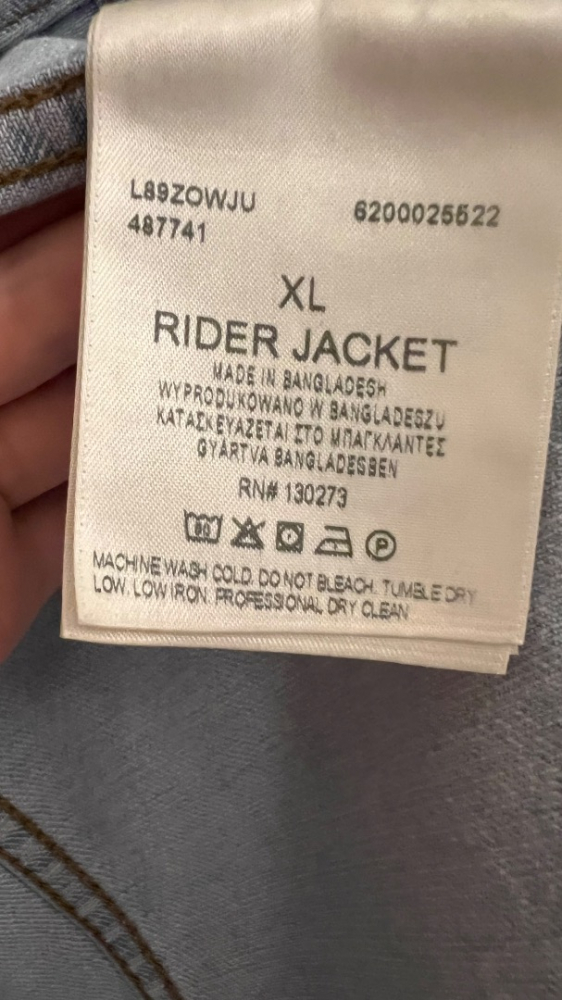 L89ZOWJU 6200025522
487741
XL
RIDER JACKET
MADE IN BANGLADESH
WYPRODUKOWANO W BANGLADESZU
ΚΑΤΑΣΚΕΥΑΖΕΤΑΙ ΣΤΟ ΜΠΑΓΚΛΑΝΤΕΣ
GYÁRTVA BANGLADESBEN
RN# 130273
P
MACHINE WASH COLD. DO NOT BLEACH. TUMBLE DRY
LOW. LOW IRON. PROFESSIONAL DRY CLEAN